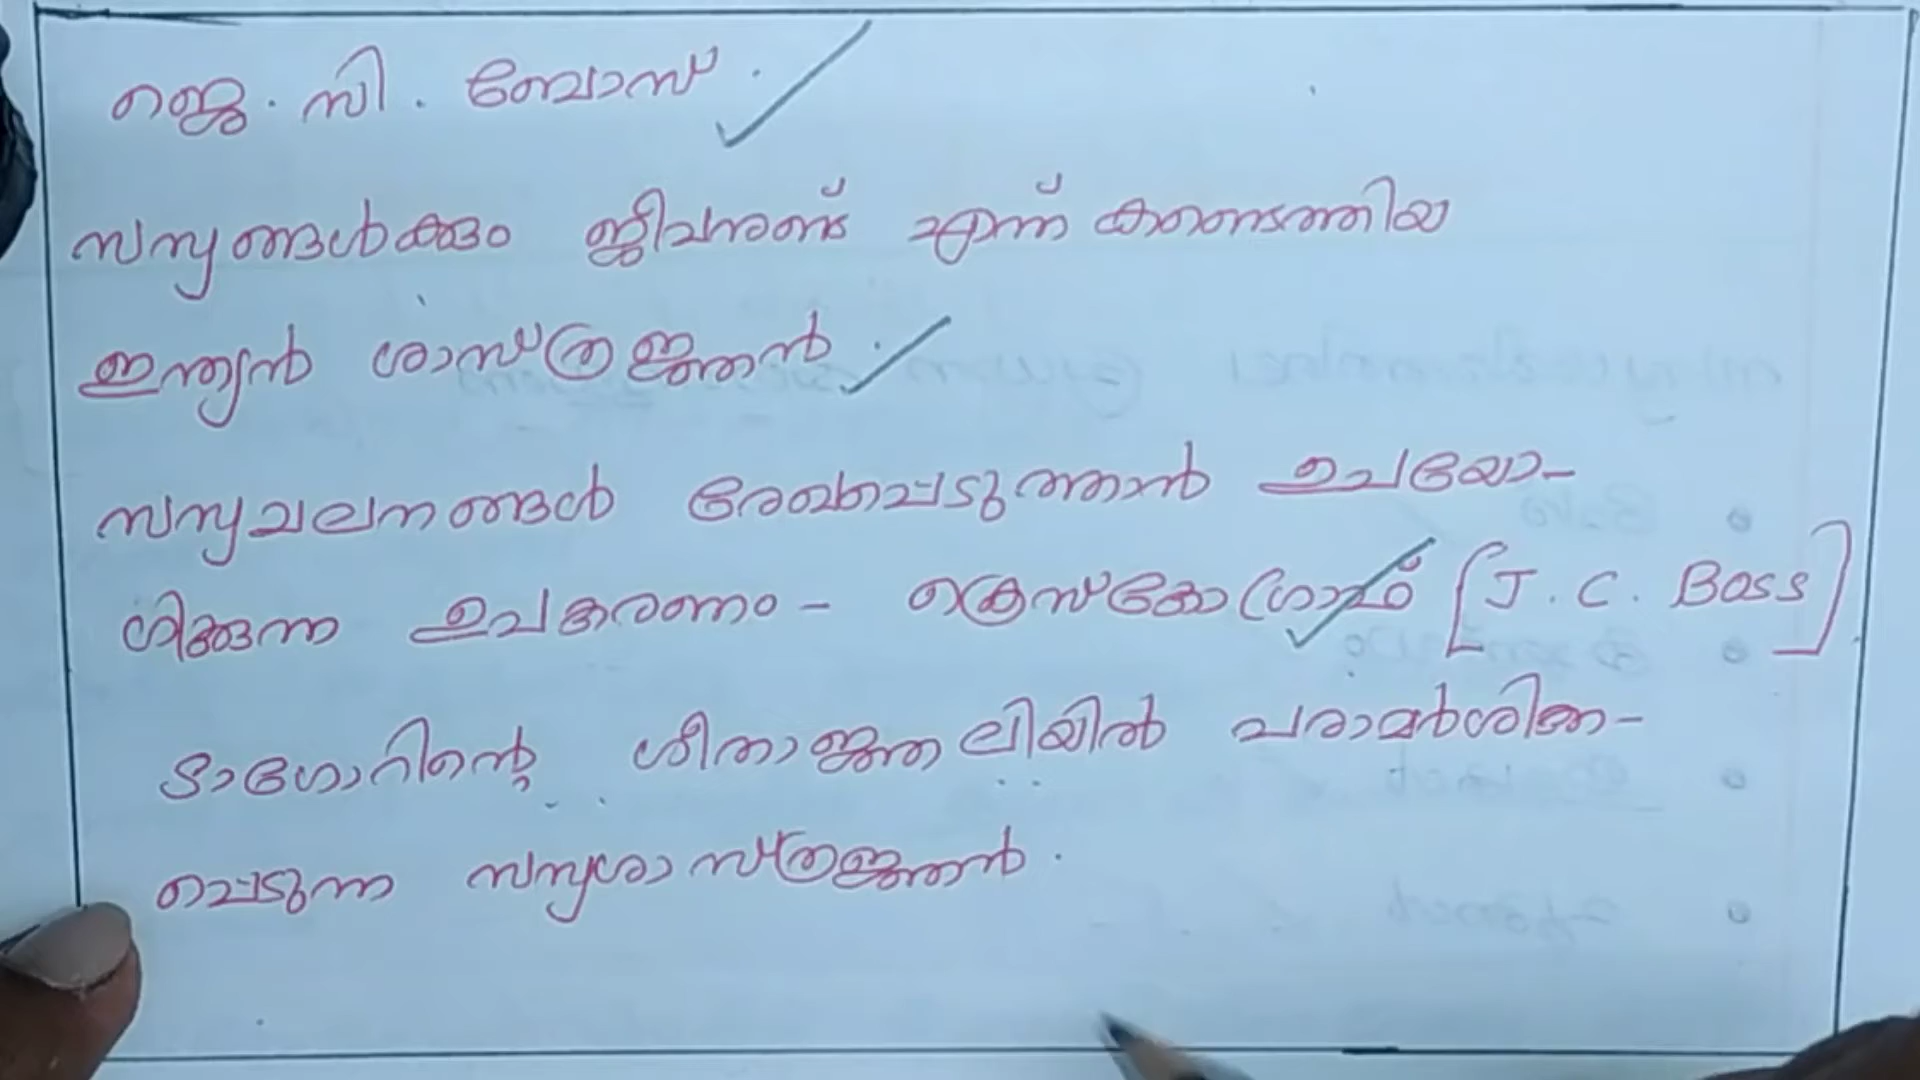 ജെ. സി. ബോസ്.
സസ്യങ്ങൾക്കും ജീവനുണ്ട് എന്ന് കണ്ടെത്തിയ
ഇന്ത്യൻ ശാസ്ത്രജ്ഞൻ.
സസ്യചലനങ്ങൾ രേഖപ്പെടുത്താൻ ഉപയോ-
ഗിക്കുന്ന ഉപകരണം - ക്രെസ്കോഗ്രാഫ് [J. C. Boss]
ടാഗോറിന്റെ ഗീതാഞ്ജലിയിൽ പരാമർശിക്ക-
പ്പെടുന്ന സസ്യശാസ്ത്രജ്ഞൻ.